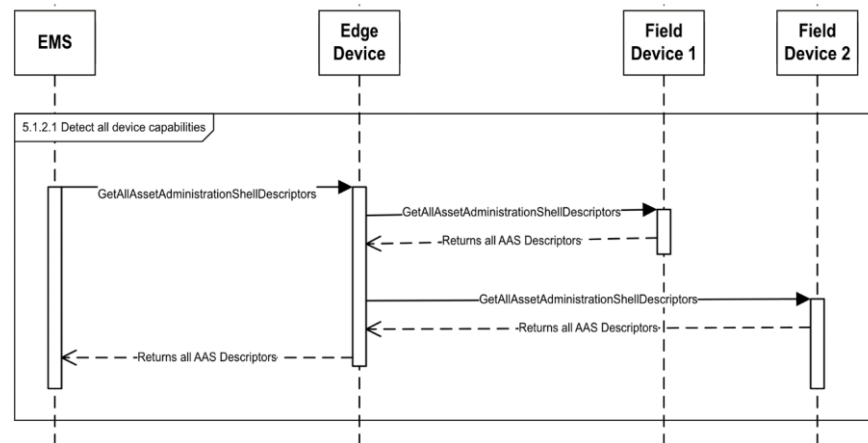 EMS
Edge
Device
Field
Device 1
Field
Device 2
5.1.2.1 Detect all device capabilities
GetAllAssetAdministrationShellDescriptors
GetAllAssetAdministrationShellDescriptors
Returns all AAS Descriptors
GetAllAssetAdministrationShellDescriptors
Returns all AAS Descriptors
Returns all AAS Descriptors